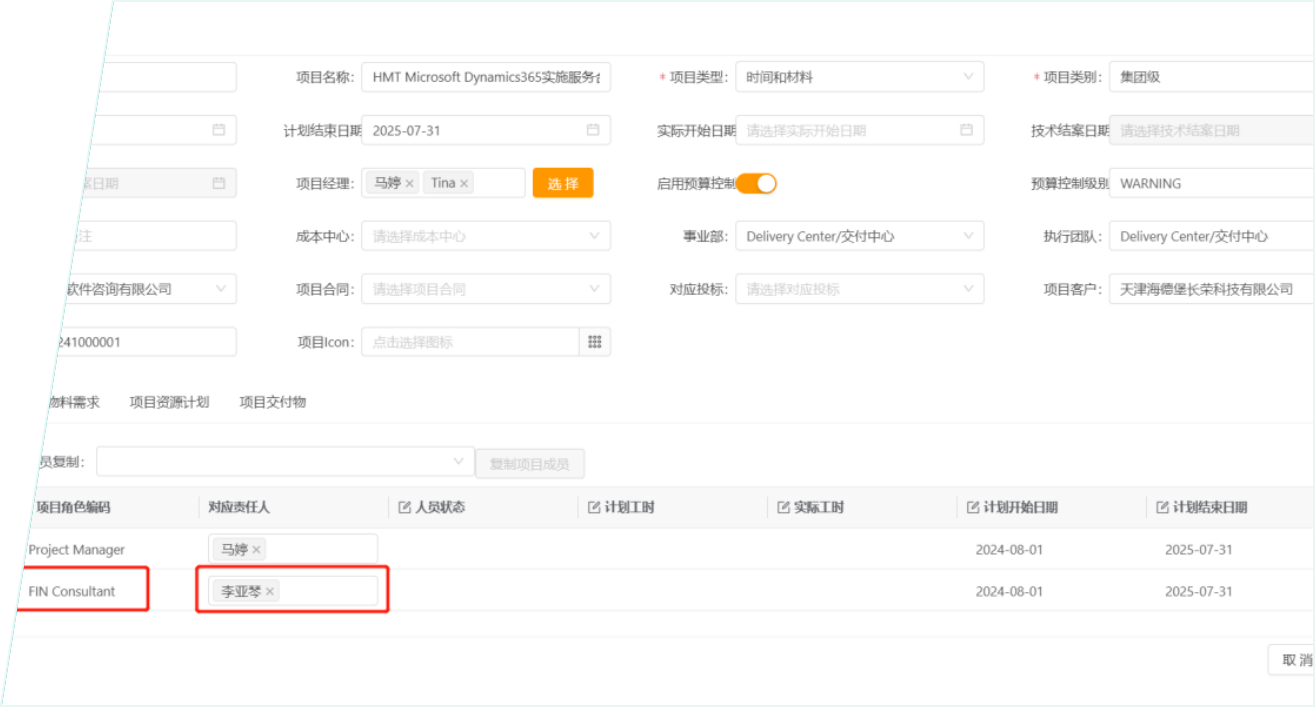 项目名称: HMT Microsoft Dynamics365实施服务合 * 项目类型: 时间和材料 * 项目类别: 集团级
计划结束日期 2025-07-31 实际开始日期 请选择实际开始日期 技术结案日期 请选择技术结案日期
案日期 项目经理: 马婷 × Tina × 选择 启用预算控制 预算控制级别 WARNING
注 成本中心: 请选择成本中心 事业部: Delivery Center/交付中心 执行团队: Delivery Center/交付中心
软件咨询有限公司 项目合同: 请选择项目合同 对应投标: 请选择对应投标 项目客户: 天津海德堡长荣科技有限公司
241000001 项目Icon: 点击选择图标
物料需求 项目资源计划 项目交付物
员复制: 复制项目成员
项目角色编码 对应责任人 人员状态 计划工时 实际工时 计划开始日期 计划结束日期
Project Manager 马婷 × 2024-08-01 2025-07-31
FIN Consultant 李亚琴 × 2024-08-01 2025-07-31
取消